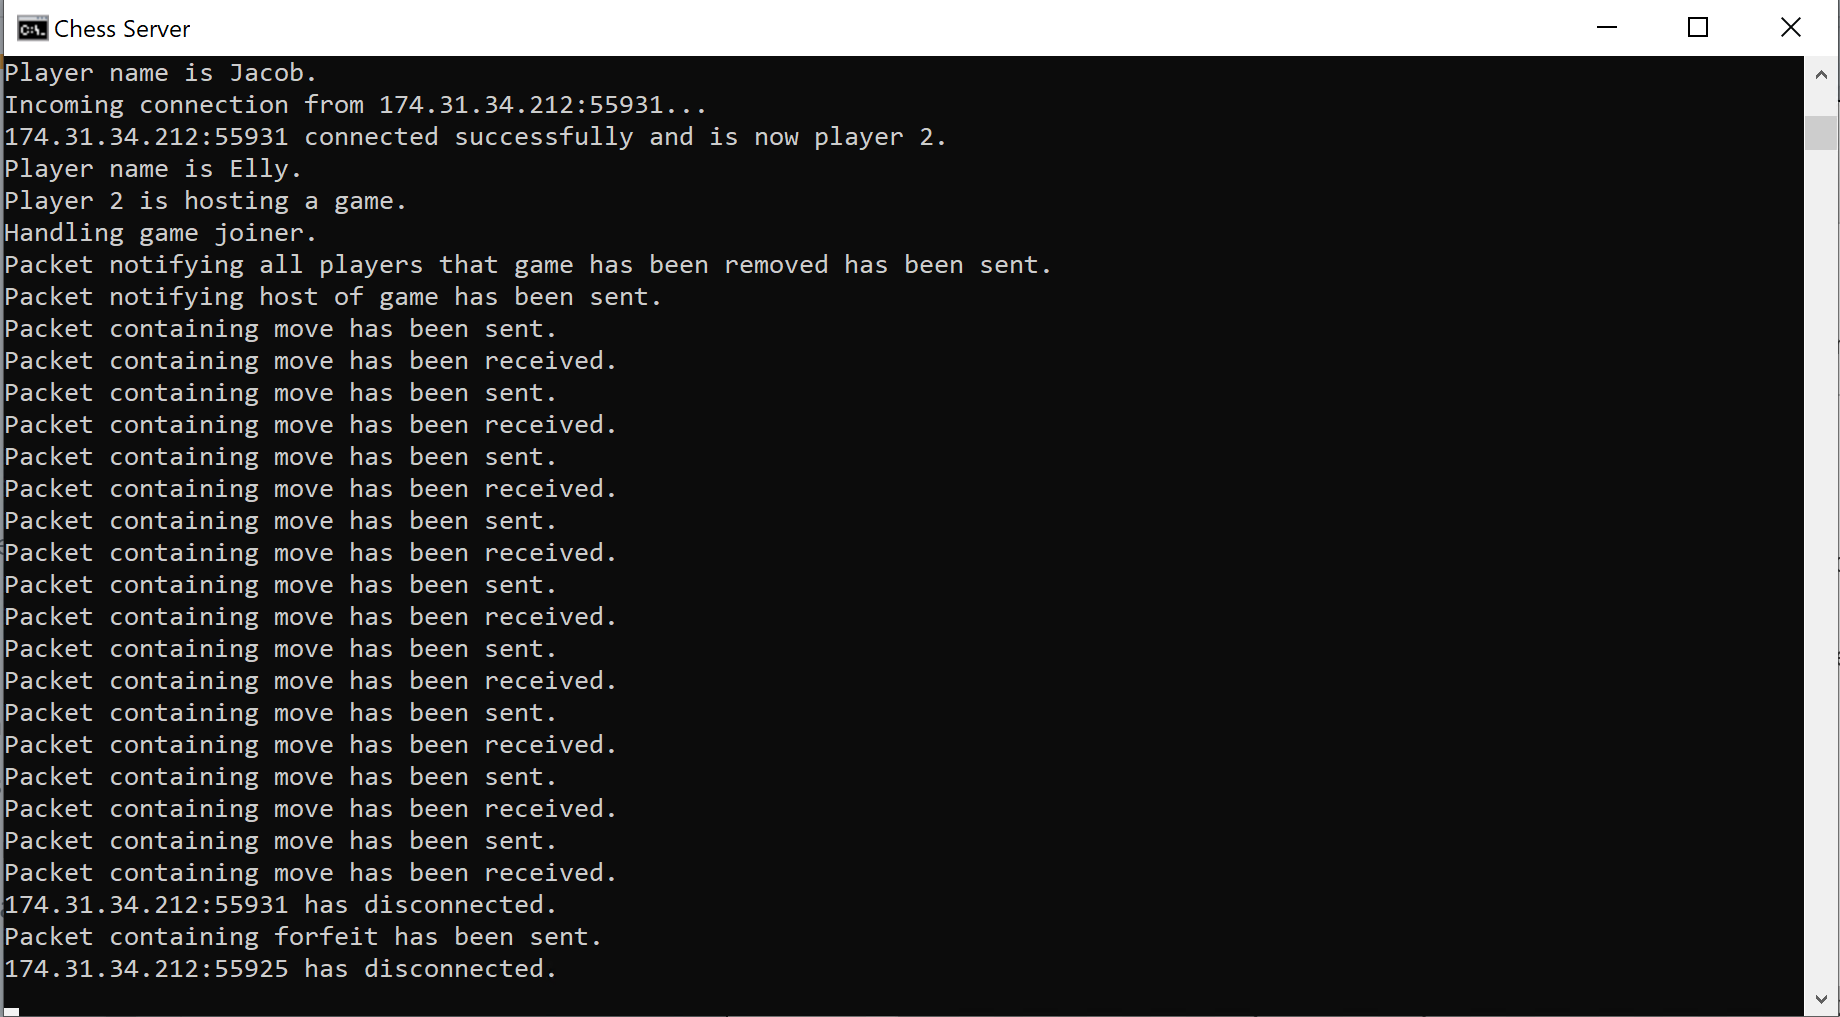 Chess Server
Player name is Jacob.
Incoming connection from 174.31.34.212:55931...
174.31.34.212:55931 connected successfully and is now player 2.
Player name is Elly.
Player 2 is hosting a game.
Handling game joiner.
Packet notifying all players that game has been removed has been sent.
Packet notifying host of game has been sent.
Packet containing move has been sent.
Packet containing move has been received.
Packet containing move has been sent.
Packet containing move has been received.
Packet containing move has been sent.
Packet containing move has been received.
Packet containing move has been sent.
Packet containing move has been received.
Packet containing move has been sent.
Packet containing move has been received.
Packet containing move has been sent.
Packet containing move has been received.
Packet containing move has been sent.
Packet containing move has been received.
Packet containing move has been sent.
Packet containing move has been received.
Packet containing move has been sent.
Packet containing move has been received.
174.31.34.212:55931 has disconnected.
Packet containing forfeit has been sent.
174.31.34.212:55925 has disconnected.